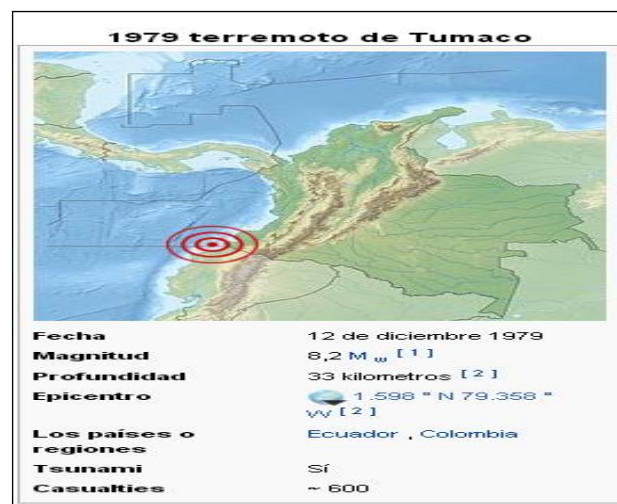 1979 terremoto de Tumaco
Fecha 12 de diciembre 1979
Magnitud 8,2 M w [ 1 ]
Profundidad 33 kilometros [ 2 ]
Epicentro 1.598 ° N 79.358 °
W [ 2 ]
Los países o Ecuador , Colombia
regiones
Tsunami Sí
Casualties ~ 600